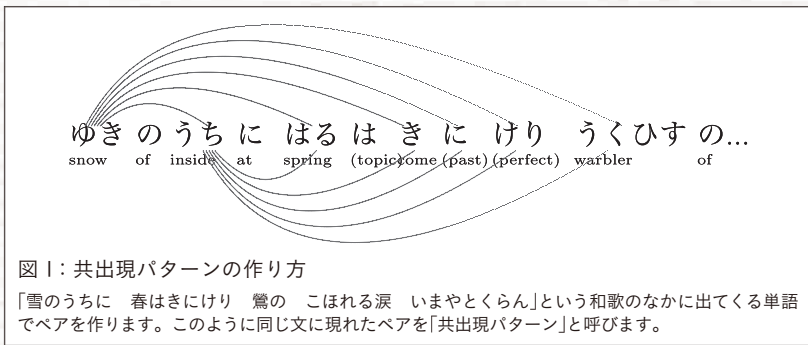 ゆき の うち に はる は き に けり うくひす の...
snow of inside at spring (topic) come (past) (perfect) warbler of
図1：共出現パターンの作り方
「雪のうちに　春はきにけり　鶯の　こほれる涙　いまやとくらん」という和歌のなかに出てくる単語
でペアを作ります。このように同じ文に現れたペアを「共出現パターン」と呼びます。